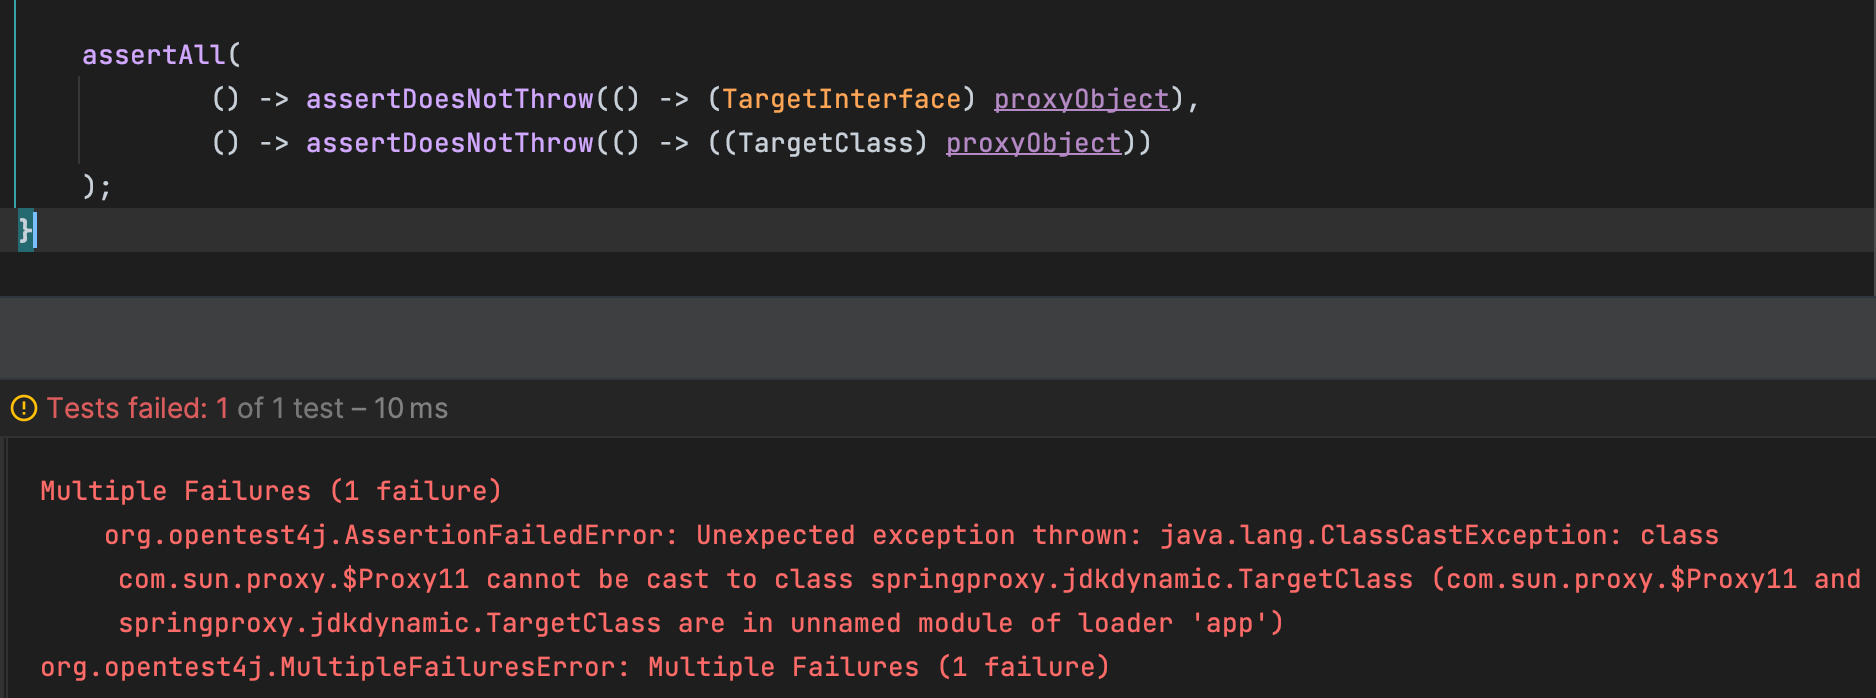 assertAll(
() -> assertDoesNotThrow(() -> (TargetInterface) proxyObject),
() -> assertDoesNotThrow(() -> ((TargetClass) proxyObject))
);
}
Tests failed: 1 of 1 test – 10 ms
Multiple Failures (1 failure)
org.opentest4j.AssertionFailedError: Unexpected exception thrown: java.lang.ClassCastException: class
com.sun.proxy.$Proxy11 cannot be cast to class springproxy.jdkdynamic.TargetClass (com.sun.proxy.$Proxy11 and
springproxy.jdkdynamic.TargetClass are in unnamed module of loader 'app')
org.opentest4j.MultipleFailuresError: Multiple Failures (1 failure)